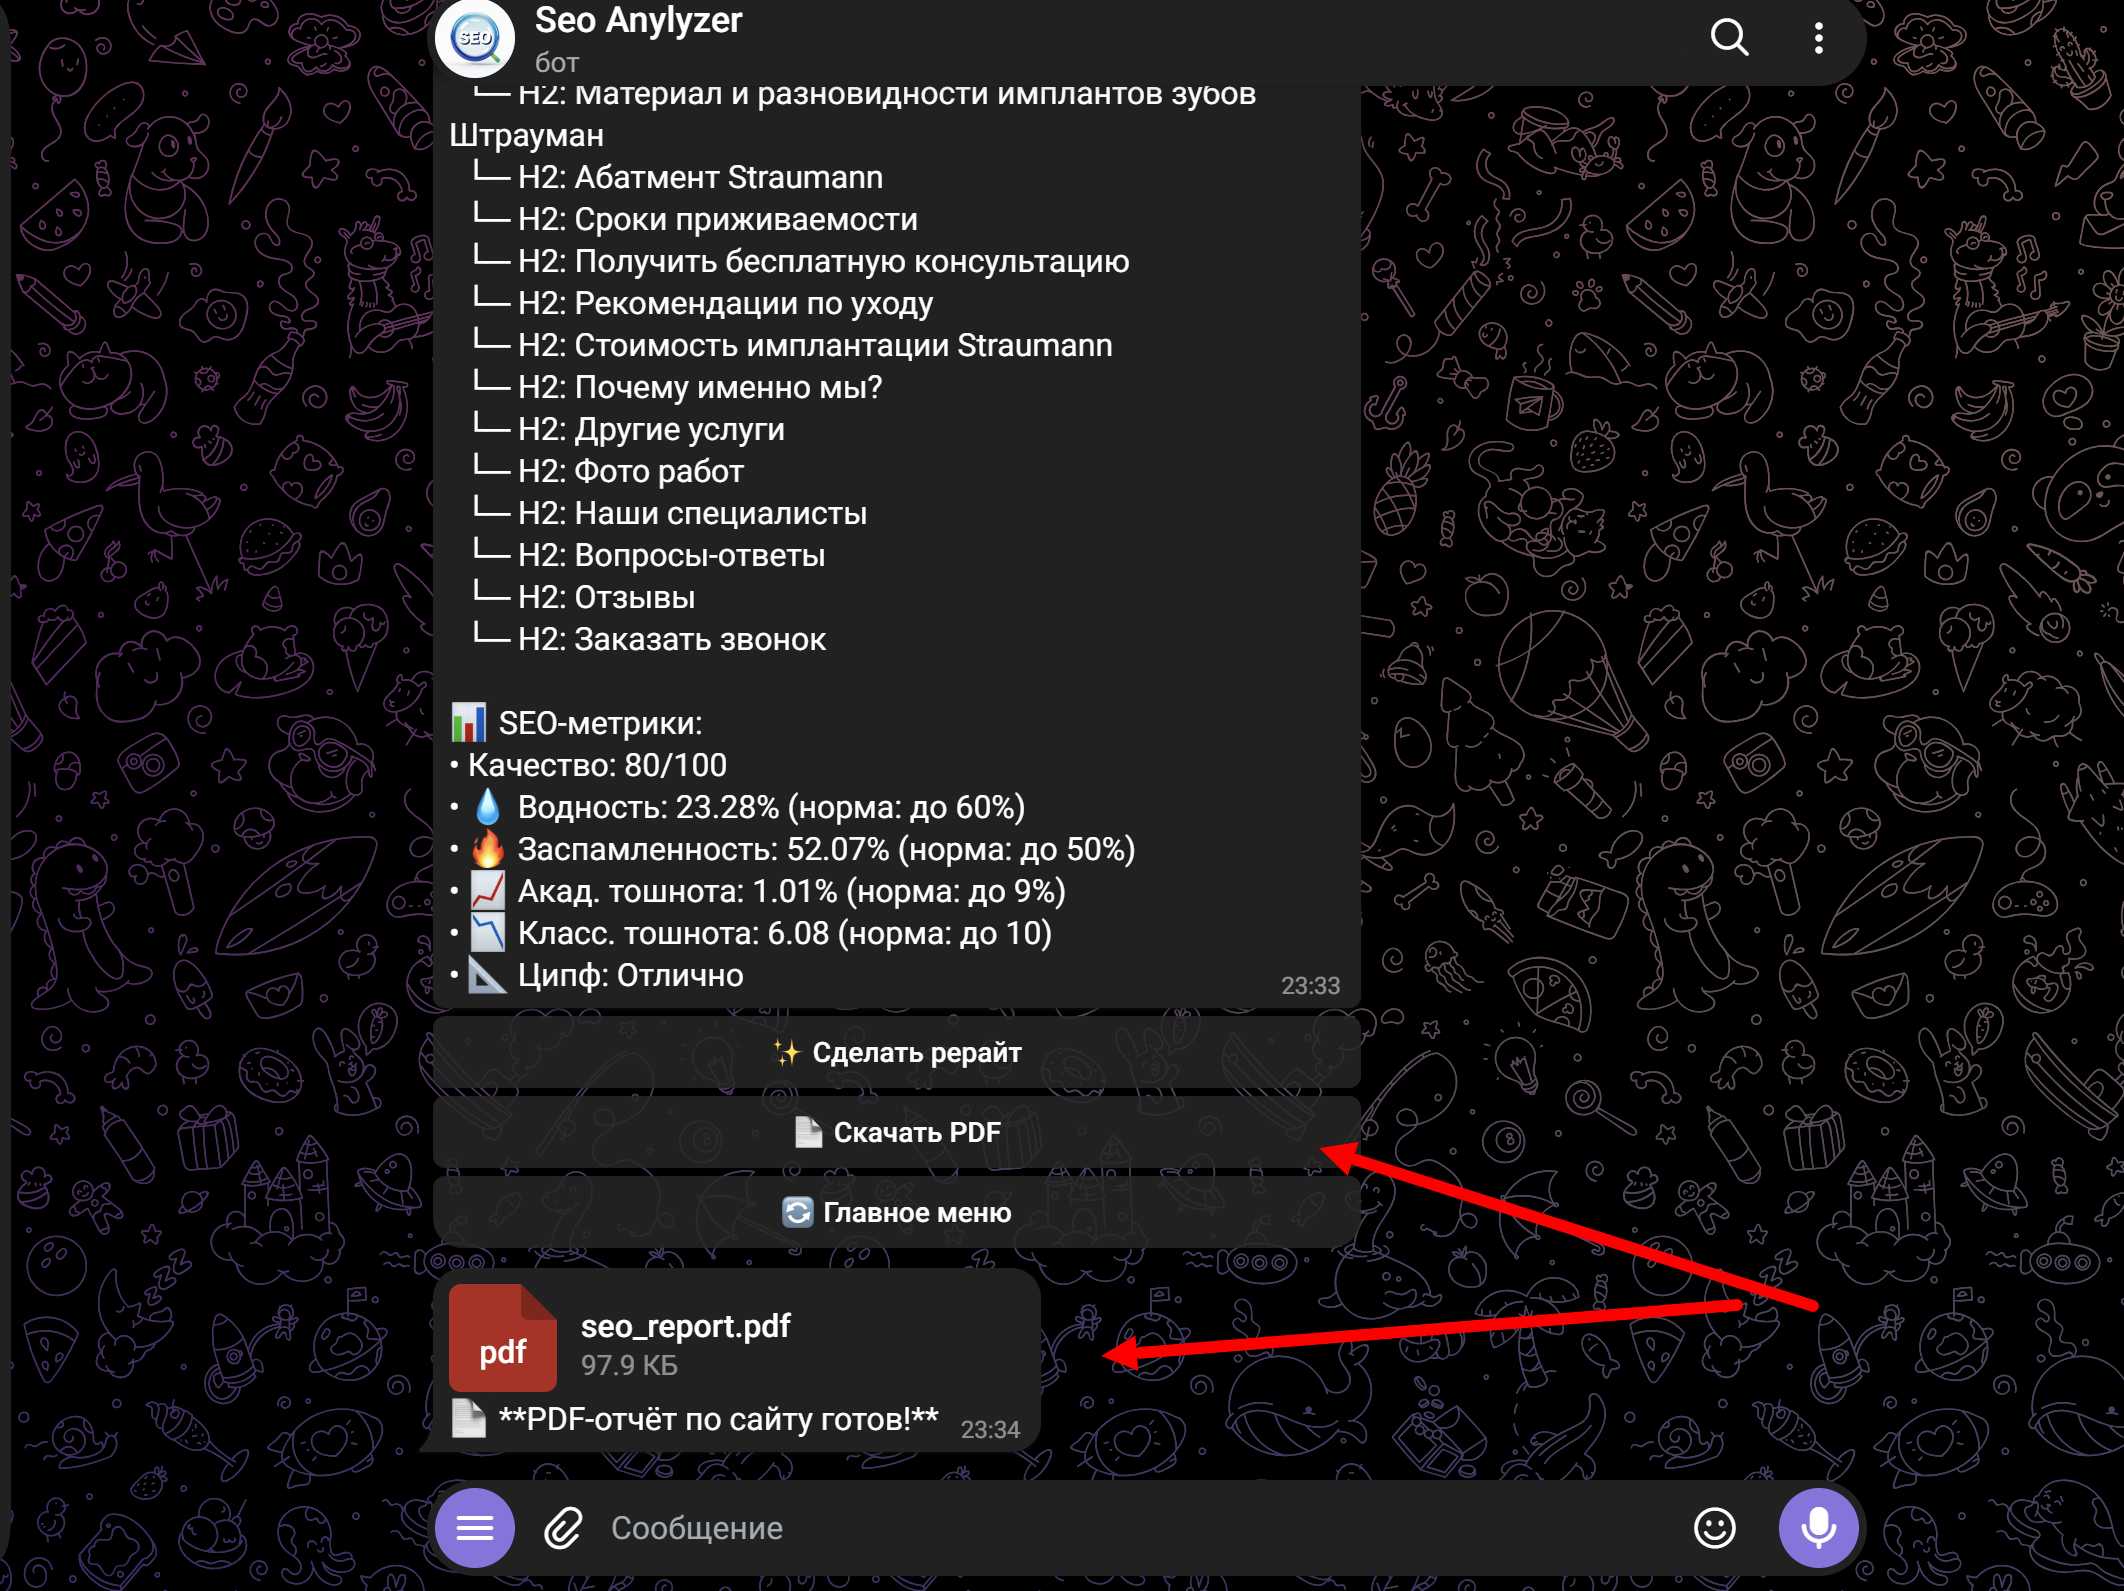 Seo Anylyzer
SEO
бот
└─ H2: Материал и разновидности имплантов зубов
Штрауман
└─ H2: Абатмент Straumann
└─ H2: Сроки приживаемости
└─ H2: Получить бесплатную консультацию
└─ H2: Рекомендации по уходу
└─ H2: Стоимость имплантации Straumann
└─ H2: Почему именно мы?
└─ H2: Другие услуги
└─ H2: Фото работ
└─ H2: Наши специалисты
└─ H2: Вопросы-ответы
└─ H2: Отзывы
└─ H2: Заказать звонок
📊 SEO-метрики:
• Качество: 80/100
• 💧 Водность: 23.28% (норма: до 60%)
• 🔥 Заспамленность: 52.07% (норма: до 50%)
• 📈 Акад. тошнота: 1.01% (норма: до 9%)
• 📉 Класс. тошнота: 6.08 (норма: до 10)
• 📐 Ципф: Отлично
23:33
✨ Сделать рерайт
📄 Скачать PDF
🔄 Главное меню
pdf
seo_report.pdf
97.9 КБ
📄 **PDF-отчёт по сайту готов!**
23:34
Сообщение